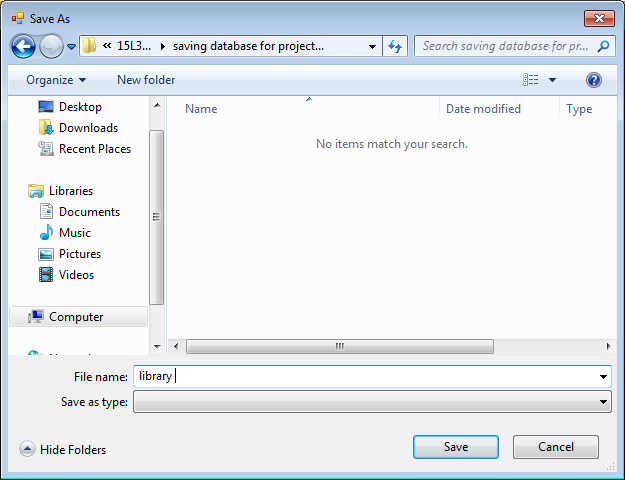 Save As
« 15L3... ▸ saving database for project...
Search saving database for pr...
Organize
New folder
Name
Date modified
Type
Desktop
Downloads
Recent Places
Libraries
Documents
Music
Pictures
Videos
Computer
No items match your search.
File name: library
Save as type:
Hide Folders
Save
Cancel